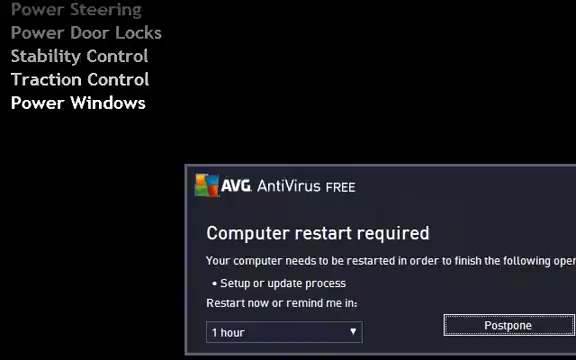 Power Steering
Power Door Locks
Stability Control
Traction Control
Power Windows
AVG. AntiVirus FREE
Computer restart required
Your computer needs to be restarted in order to finish the following oper
• Setup or update process
Restart now or remind me in:
1 hour
Postpone